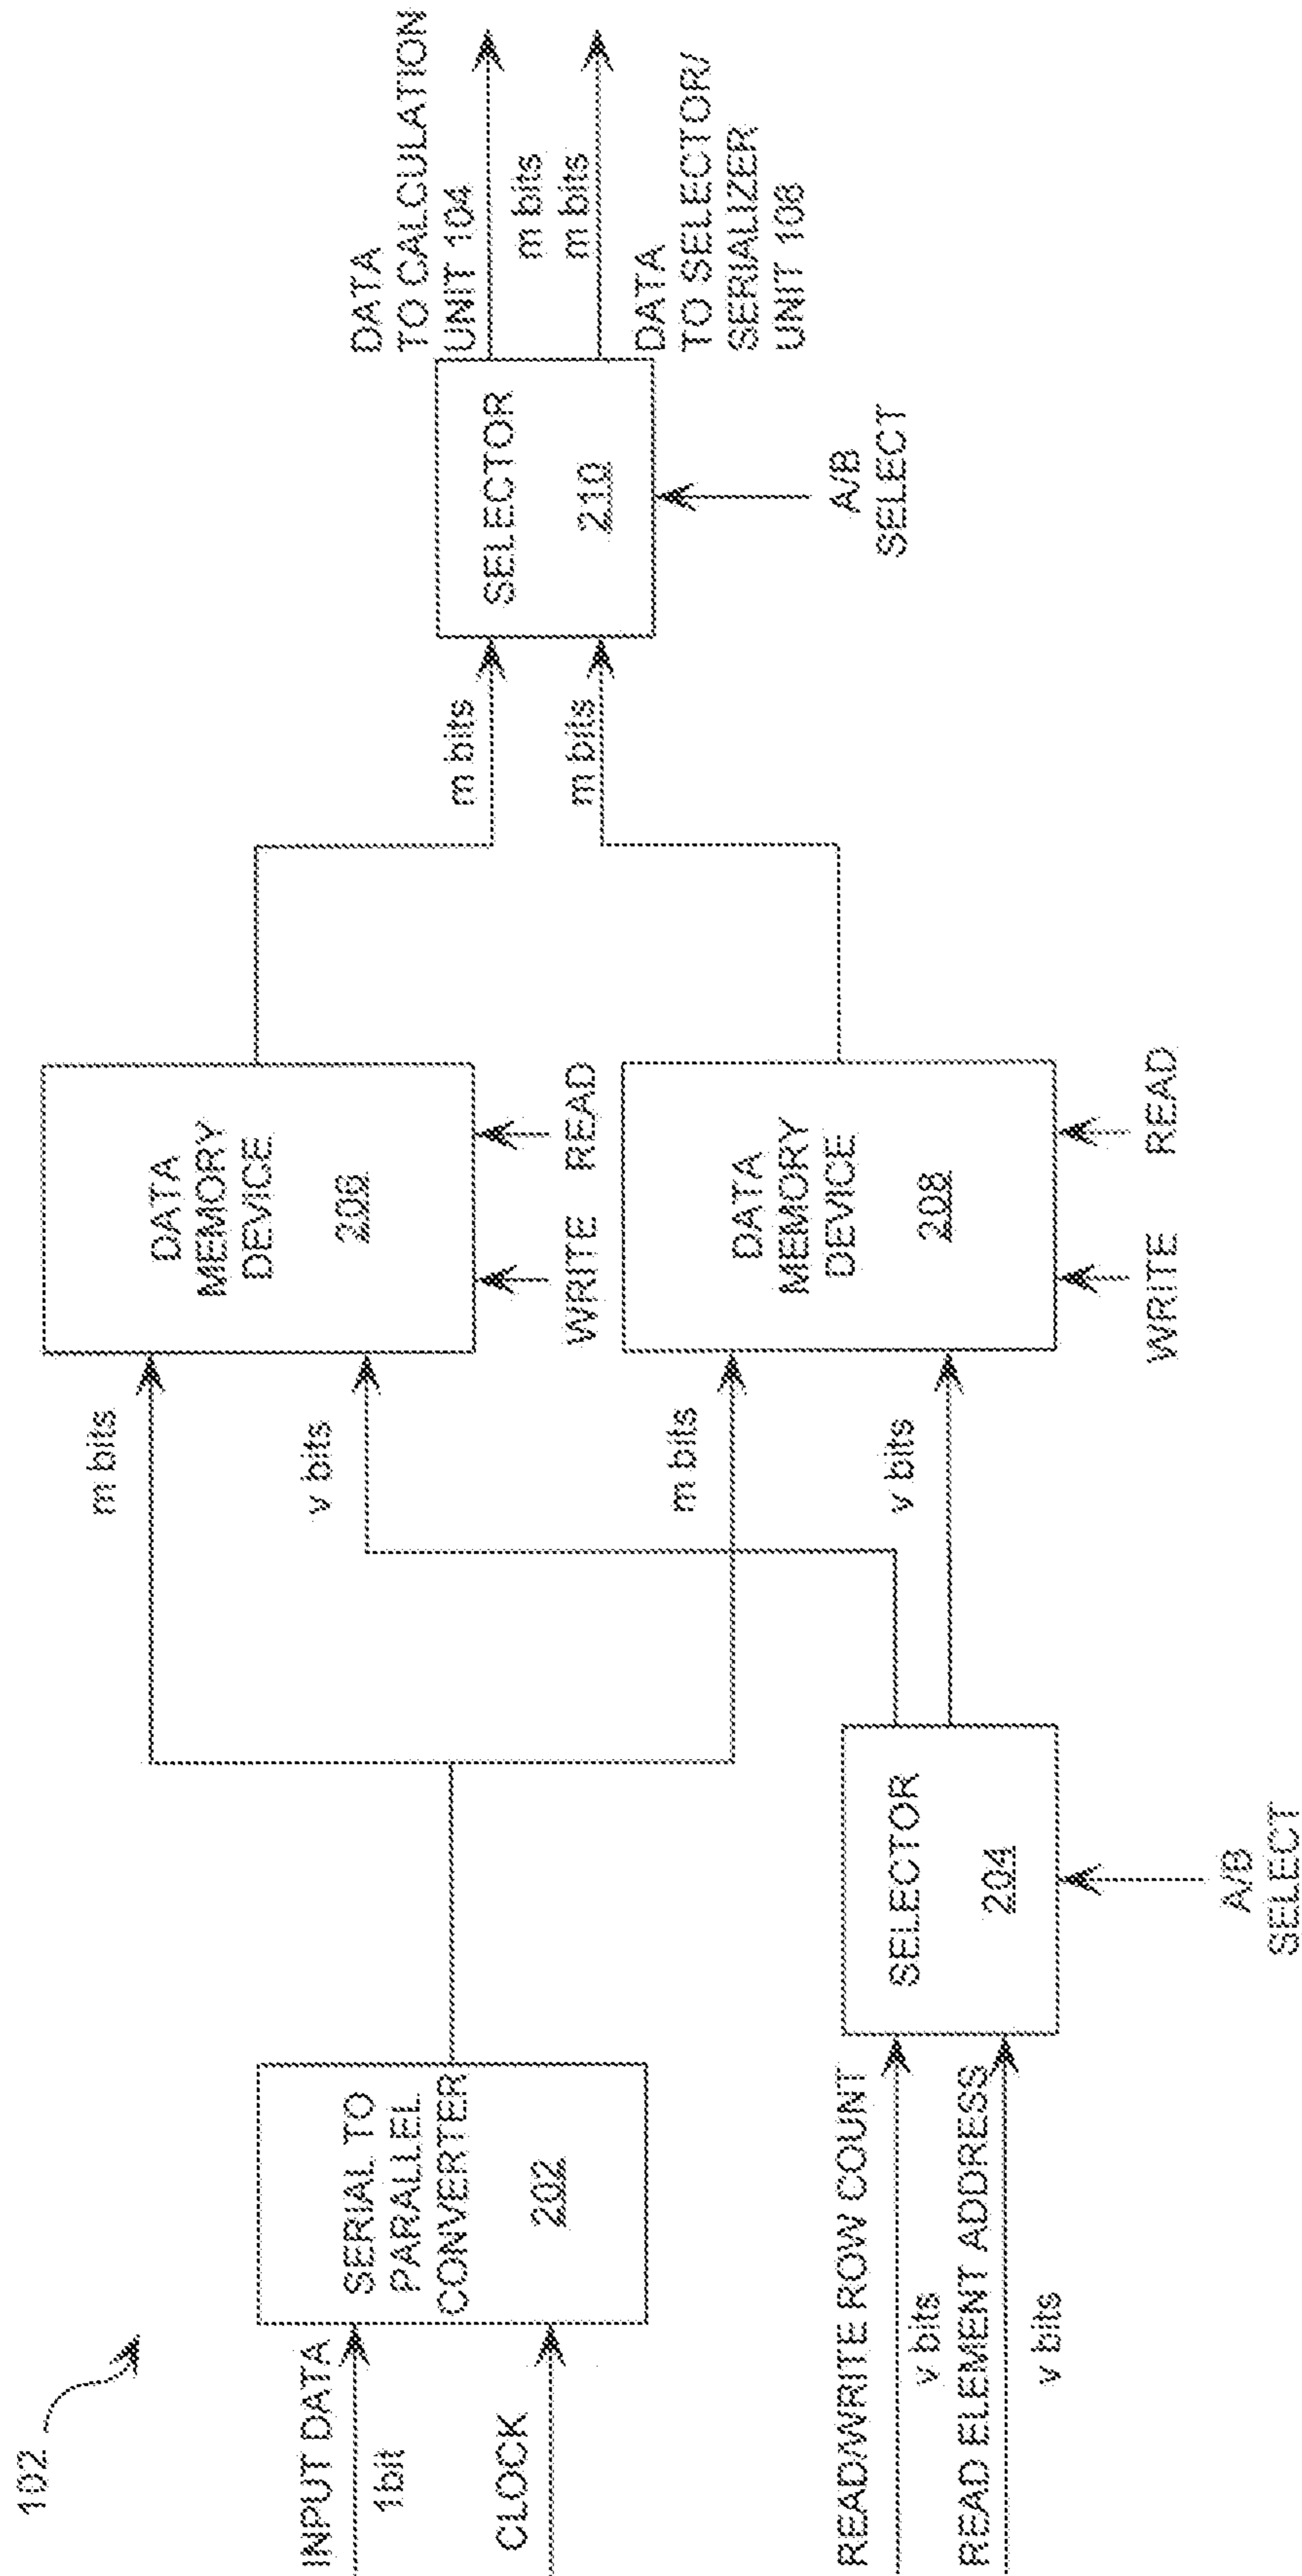 102
INPUT DATA
1bit
CLOCK
SERIAL TO
PARALLEL
CONVERTER
202
READ/WRITE ROW COUNT
v bits
READ ELEMENT ADDRESS
v bits
SELECTOR
204
A/B
SELECT
m bits
v bits
DATA
MEMORY
DEVICE
206
WRITE READ
m bits
v bits
DATA
MEMORY
DEVICE
208
WRITE READ
m bits
m bits
SELECTOR
210
A/B
SELECT
DATA
TO CALCULATION
UNIT 104
m bits
m bits
DATA
TO SELECTOR/
SERIALIZER
UNIT 106